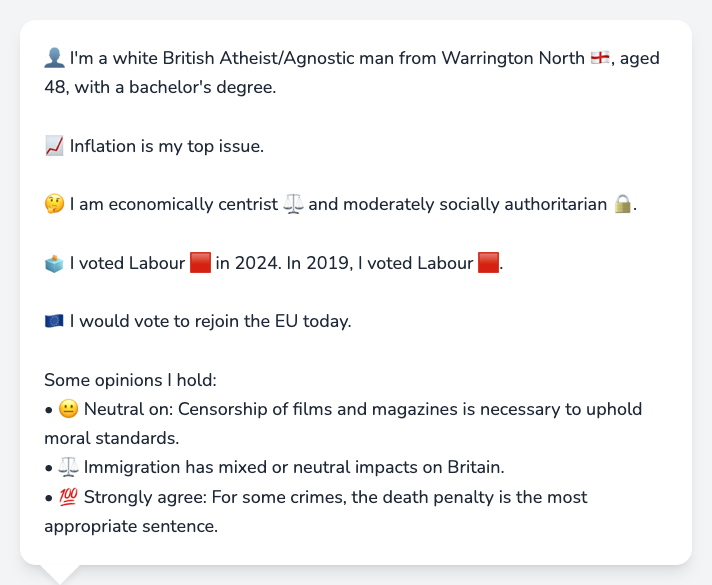 👤 I'm a white British Atheist/Agnostic man from Warrington North 🏴󠁧󠁢󠁥󠁮󠁧󠁿, aged
48, with a bachelor's degree.
📈 Inflation is my top issue.
🤔 I am economically centrist ⚖️ and moderately socially authoritarian 🔒.
🗳️ I voted Labour 🟥 in 2024. In 2019, I voted Labour 🟥.
🇪🇺 I would vote to rejoin the EU today.
Some opinions I hold:
• 😐 Neutral on: Censorship of films and magazines is necessary to uphold
moral standards.
• ⚖️ Immigration has mixed or neutral impacts on Britain.
• 💯 Strongly agree: For some crimes, the death penalty is the most
appropriate sentence.